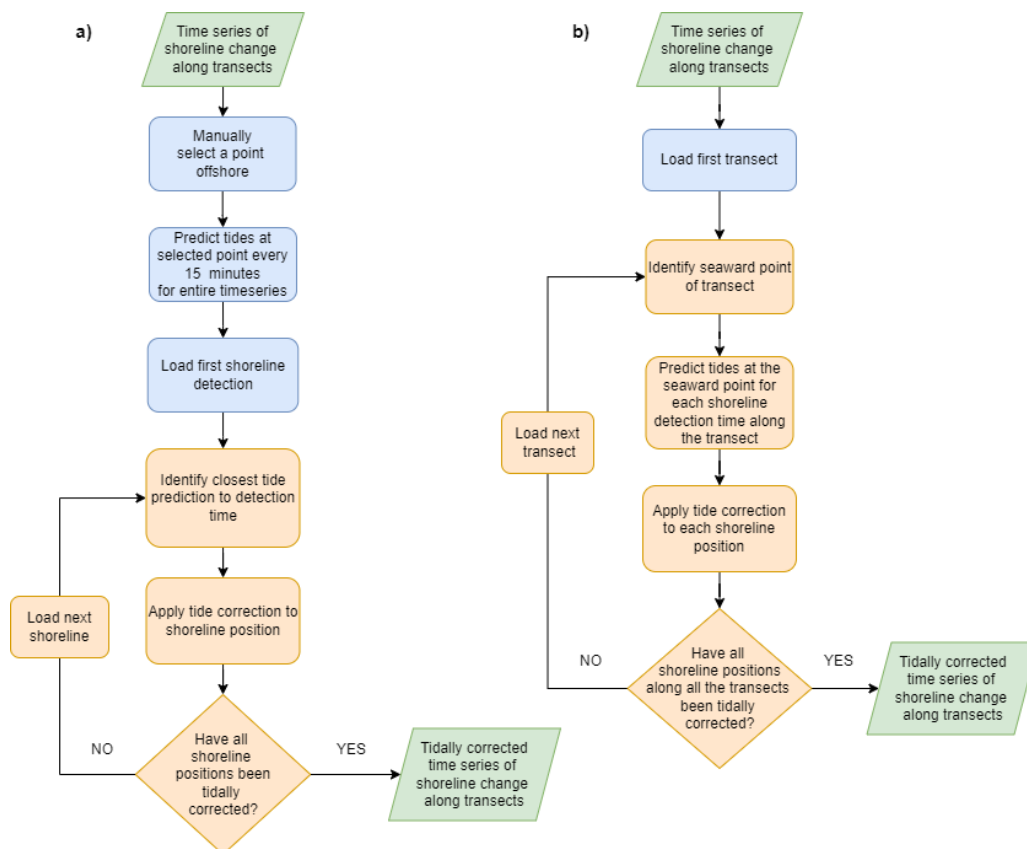 a)
Time series of
shoreline change
along transects
Manually
select a point
offshore
Predict tides at
selected point every
15 minutes
for entire timeseries
Load first shoreline
detection
Identify closest tide
prediction to detection
time
Load next
shoreline
Apply tide correction to
shoreline position
NO
Have all
shoreline
positions been
tidally
corrected?
YES
Tidally corrected
time series of
shoreline change
along transects
b)
Time series of
shoreline change
along transects
Load first transect
Identify seaward point
of transect
Predict tides at the
seaward point for
each shoreline
detection time along
the transect
Load next
transect
Apply tide correction
to each shoreline
position
NO
Have all
shoreline positions
along all the transects
been tidally
corrected?
YES
Tidally corrected
time series of
shoreline change
along transects